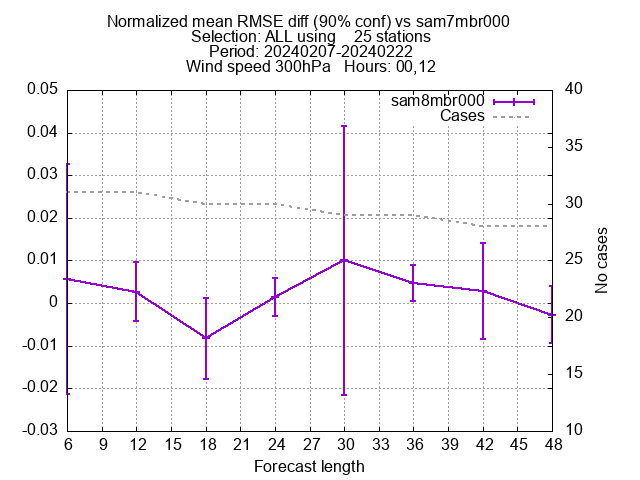 Normalized mean RMSE diff (90% conf) vs sam7mbr000
Selection: ALL using    25 stations
Period: 20240207-20240222
Wind speed 300hPa   Hours: 00,12
sam8mbr000
Cases
0.05
0.04
0.03
0.02
0.01
0
-0.01
-0.02
-0.03
40
35
30
25
20
15
10
No cases
6 9 12 15 18 21 24 27 30 33 36 39 42 45 48
Forecast length